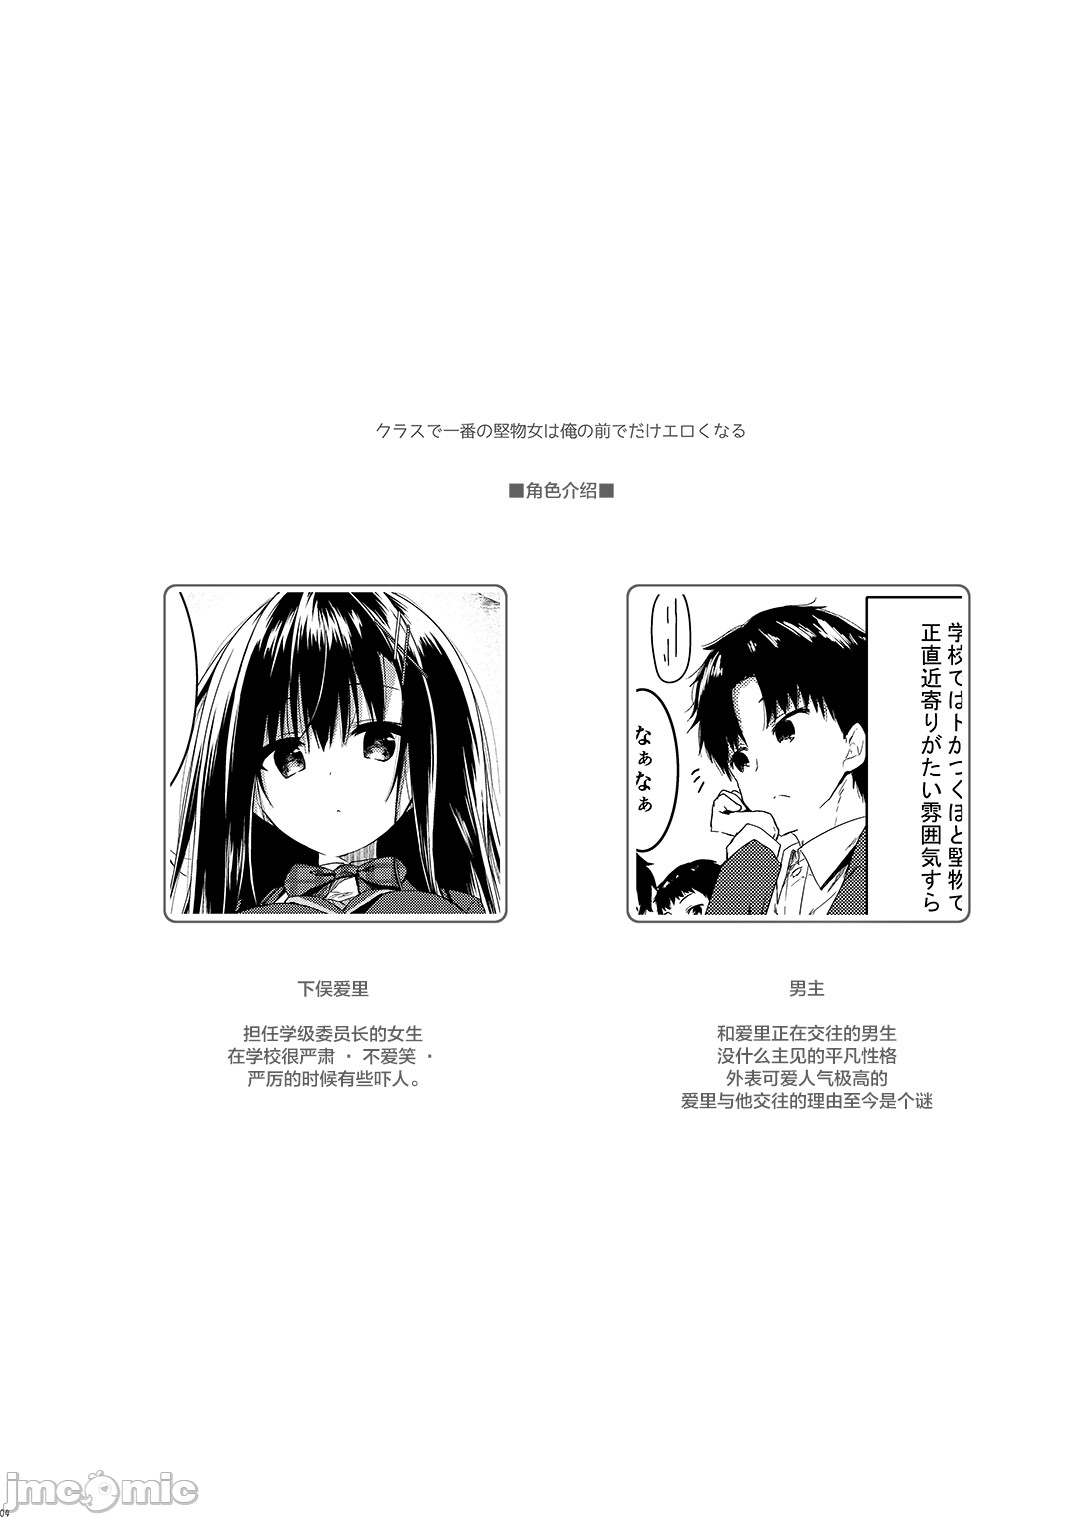 クラスで一番の堅物女は俺の前でだけエロくなる
■角色介绍■
学校ではドがつくほど堅物で
正直近寄りがたい雰囲気すら
なぁなぁ
下俣爱里
担任学级委员长的女生
在学校很严肃 · 不爱笑 ·
严厉的时候有些吓人。
男主
和爱里正在交往的男生
没什么主见的平凡性格
外表可爱人气极高的
爱里与他交往的理由至今是个谜
jmcomic
04